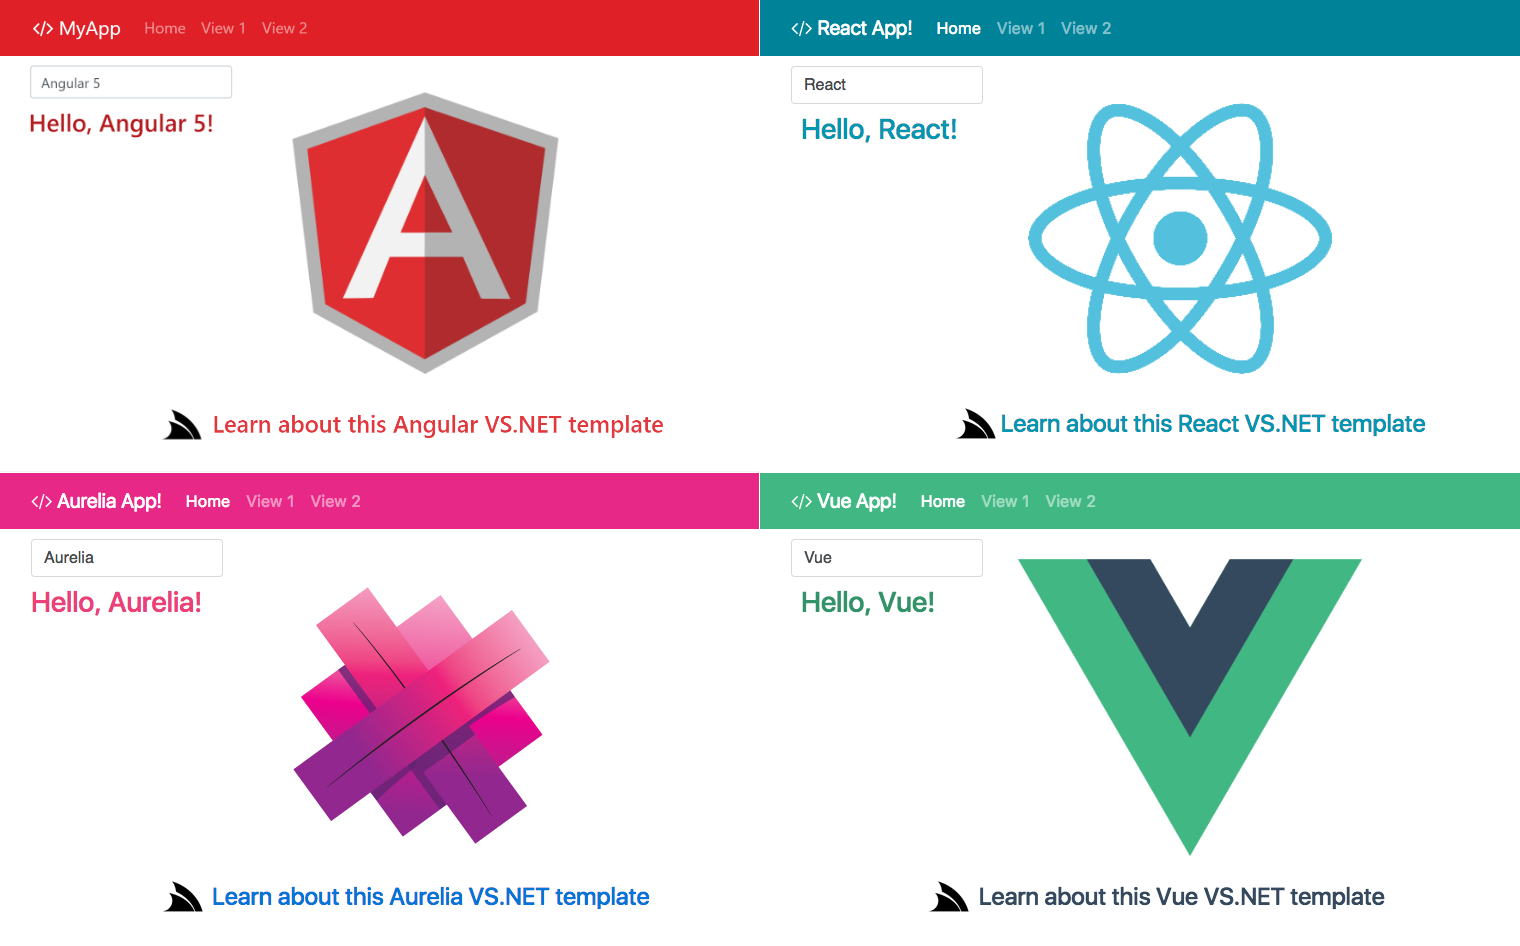 </> MyApp Home View 1 View 2
Angular 5
Hello, Angular 5!
A
Learn about this Angular VS.NET template
</> React App! Home View 1 View 2
React
Hello, React!
Learn about this React VS.NET template
</> Aurelia App! Home View 1 View 2
Aurelia
Hello, Aurelia!
Learn about this Aurelia VS.NET template
</> Vue App! Home View 1 View 2
Vue
Hello, Vue!
Learn about this Vue VS.NET template